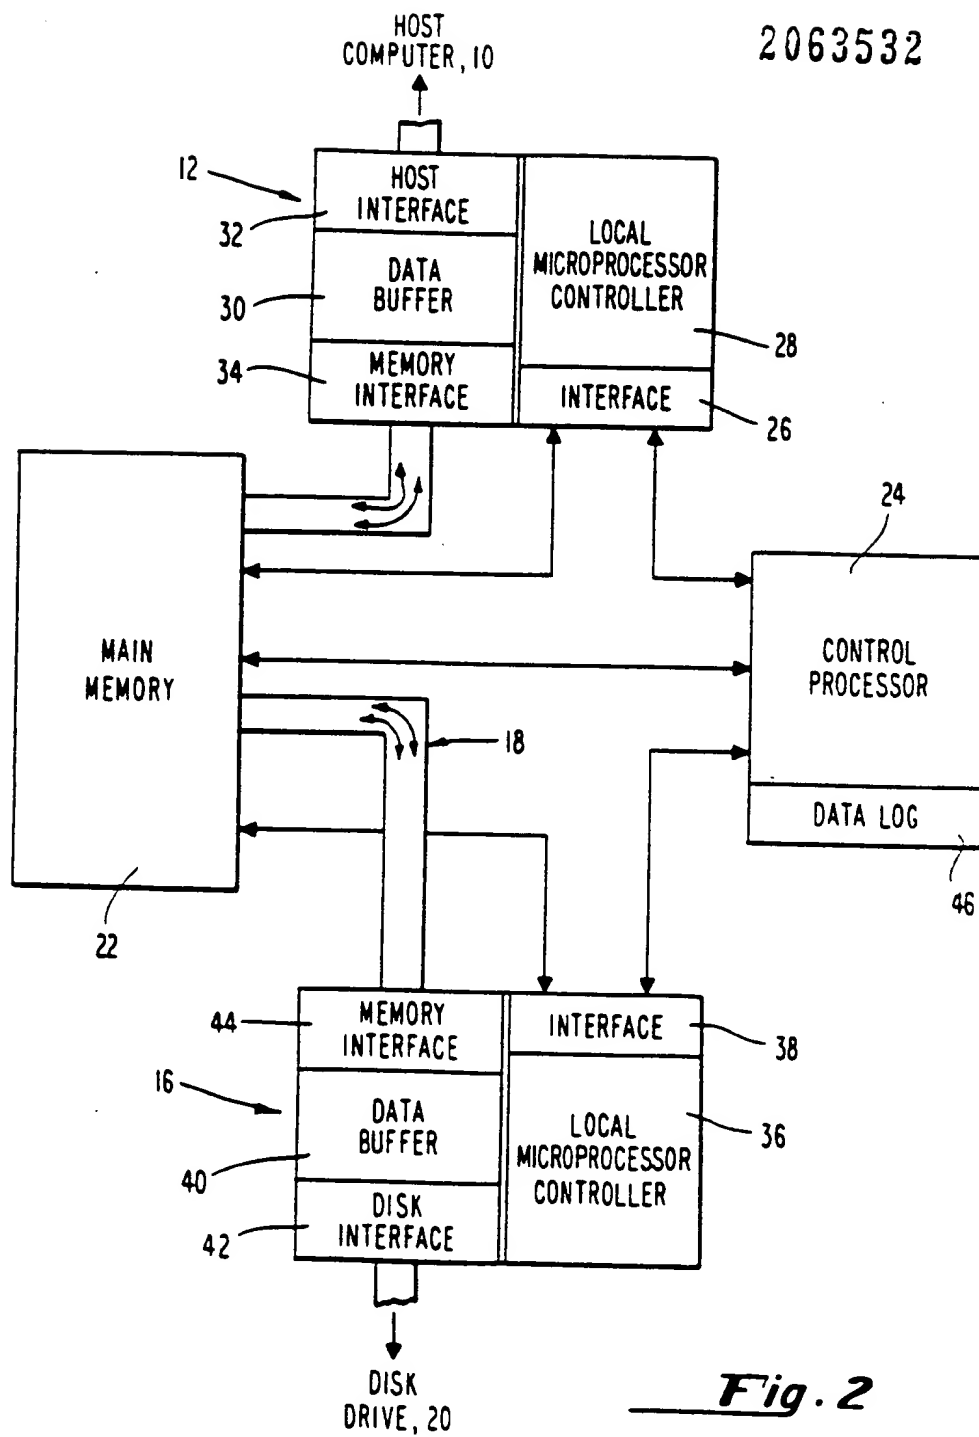 HOST
COMPUTER, 10
2063532
12
HOST
INTERFACE
32
LOCAL
MICROPROCESSOR
CONTROLLER
DATA
BUFFER
30
28
MEMORY
INTERFACE
34
INTERFACE
26
24
MAIN
MEMORY
CONTROL
PROCESSOR
18
DATA LOG
46
22
MEMORY
INTERFACE
44
INTERFACE
38
16
DATA
BUFFER
40
LOCAL
MICROPROCESSOR
CONTROLLER
36
DISK
INTERFACE
42
DISK
DRIVE, 20
Fig. 2